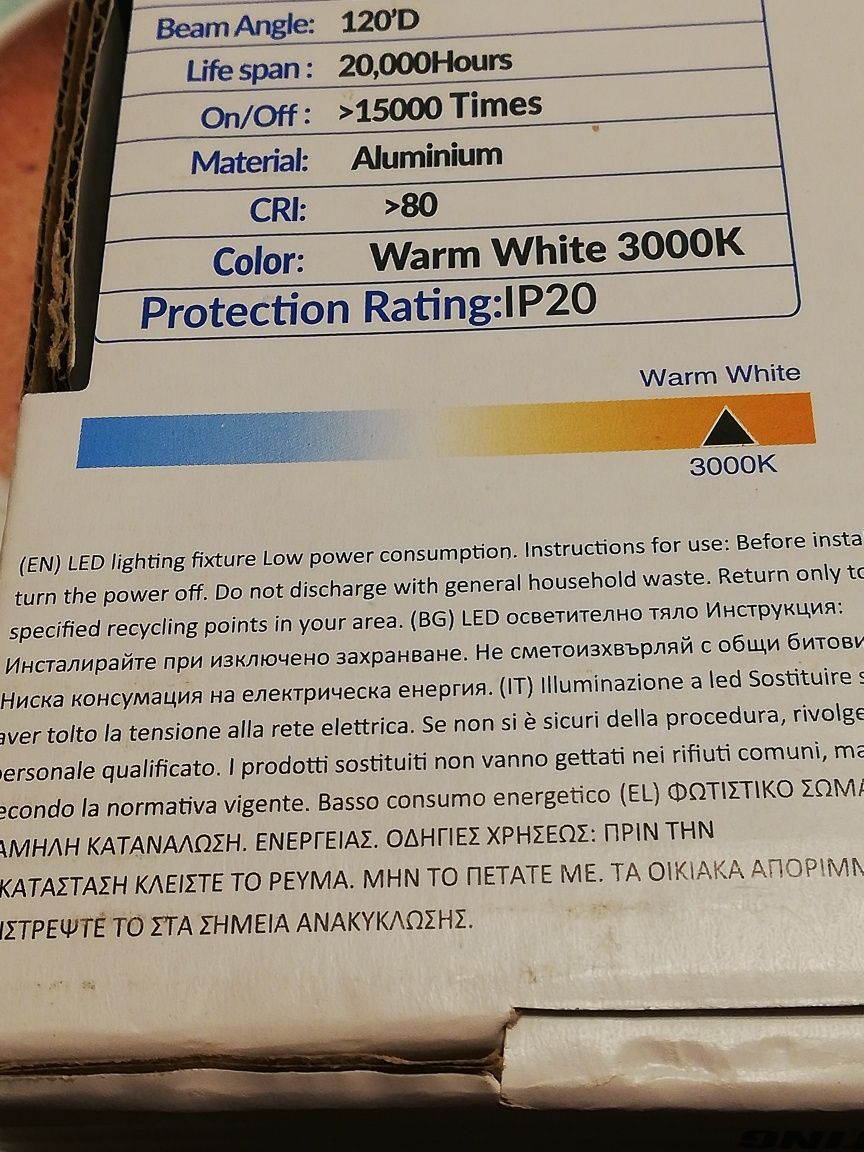 Beam Angle: 120'D
Life span : 20,000Hours
On/Off : >15000 Times
Material: Aluminium
CRI: >80
Color: Warm White 3000K
Protection Rating:IP20
Warm White
3000K
(EN) LED lighting fixture Low power consumption. Instructions for use: Before insta
turn the power off. Do not discharge with general household waste. Return only to
specified recycling points in your area. (BG) LED осветително тяло Инструкция:
Инсталирайте при изключено захранване. Не сметоизхвърляй с общи битови
Ниска консумация на електрическа енергия. (IT) Illuminazione a led Sostituire s
aver tolto la tensione alla rete elettrica. Se non si è sicuri della procedura, rivolge
personale qualificato. I prodotti sostituiti non vanno gettati nei rifiuti comuni, ma
econdo la normativa vigente. Basso consumo energetico (EL) ΦΩΤΙΣΤΙΚΟ ΣΩΜΑ
ΑΜΗΛΗ ΚΑΤΑΝΑΛΩΣΗ. ΕΝΕΡΓΕΙΑΣ. ΟΔΗΓΙΕΣ ΧΡΗΣΕΩΣ: ΠΡΙΝ ΤΗΝ
ΚΑΤΑΣΤΑΣΗ ΚΛΕΙΣΤΕ ΤΟ ΡΕΥΜΑ. ΜΗΝ ΤΟ ΠΕΤΑΤΕ ΜΕ. ΤΑ ΟΙΚΙΑΚΑ ΑΠΟΡΙΜΜ
ΙΣΤΡΕΨΤΕ ΤΟ ΣΤΑ ΣΗΜΕΙΑ ΑΝΑΚΥΚΛΩΣΗΣ.